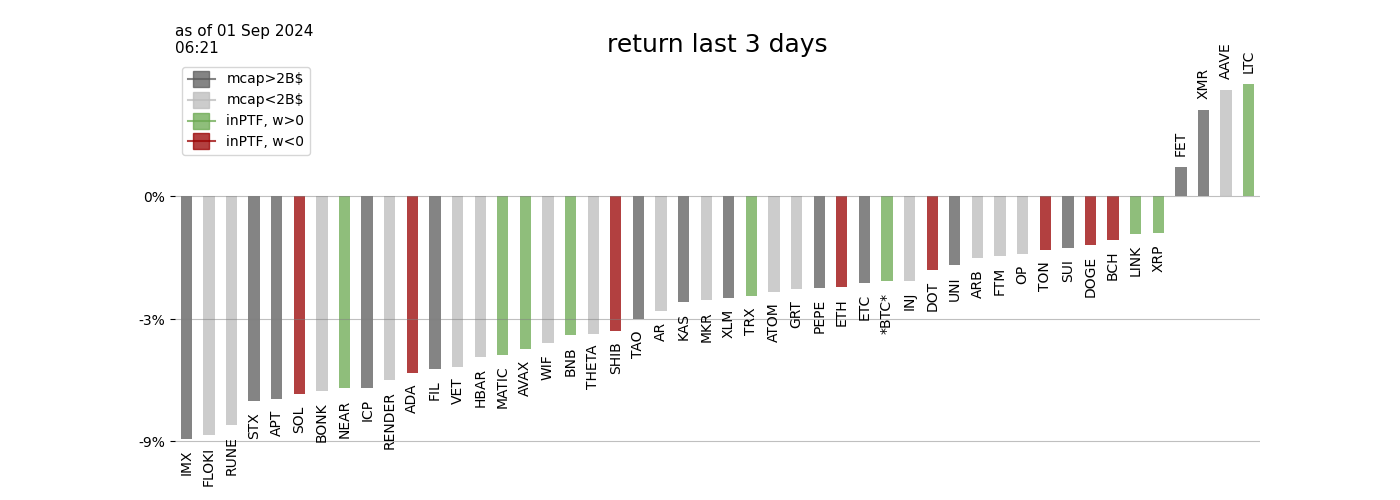 as of 01 Sep 2024
06:21
return last 3 days
mcap>2B$
mcap<2B$
inPTF, w>0
inPTF, w<0
0%
-3%
-9%
IMX
FLOKI
RUNE
STX
APT
SOL
BONK
NEAR
ICP
RENDER
ADA
FIL
VET
HBAR
MATIC
AVAX
WIF
BNB
THETA
SHIB
TAO
AR
KAS
MKR
XLM
TRX
ATOM
GRT
PEPE
ETH
ETC
*BTC*
INJ
DOT
UNI
ARB
FTM
OP
TON
SUI
DOGE
BCH
LINK
XRP
FET
XMR
AAVE
LTC